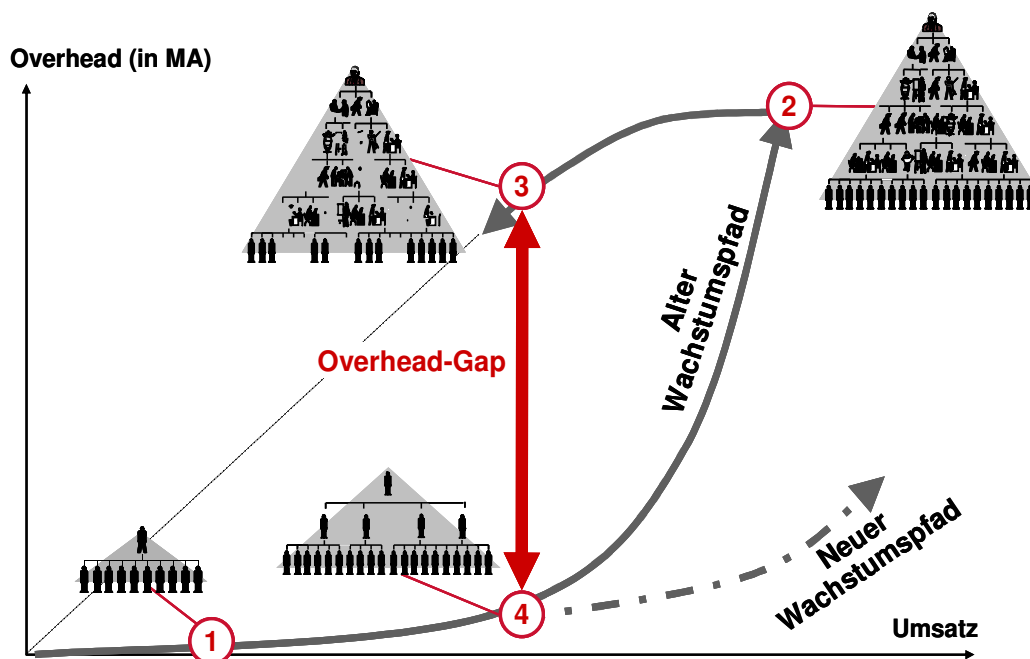 Overhead (in MA)
2
3
Alter
Wachstumspfad
Overhead-Gap
Neuer
Wachstumspfad
4
1
Umsatz